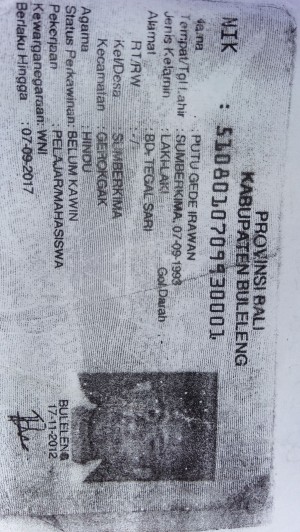 PROVINSI BALI
KABUPATEN BULELENG
NIK : 5108010709930001
Nama : PUTU GEDE IRAWAN
Tempat/Tgl Lahir : SUMBERKIMA, 07-09-1993
Jenis Kelamin : LAKI-LAKI Gol Darah :
Alamat : BD. TEGAL SARI
RT/RW : -/-
Kel/Desa : SUMBERKIMA
Kecamatan : GEROKGAK
Agama : HINDU
Status Perkawinan : BELUM KAWIN
Pekerjaan : PELAJAR/MAHASISWA
Kewarganegaraan : WNI
Berlaku Hingga : 07-09-2017
BULELENG
17-11-2012